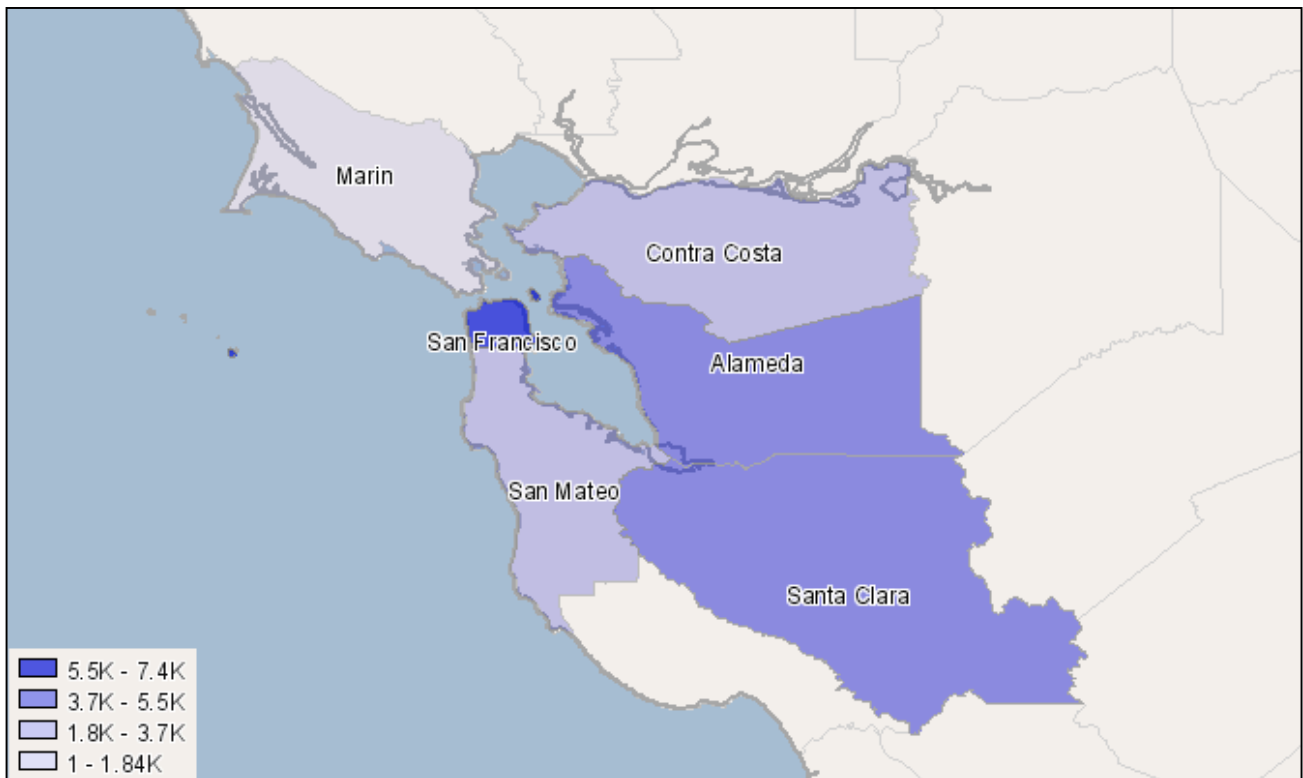 Marin
Contra Costa
San Francisco
Alameda
San Mateo
Santa Clara
5.5K - 7.4K
3.7K - 5.5K
1.8K - 3.7K
1 - 1.84K